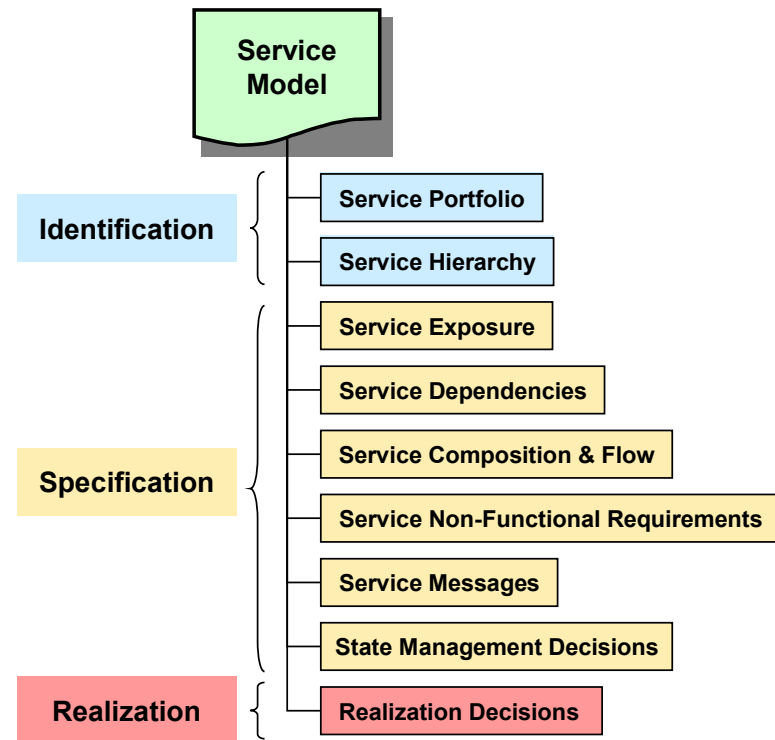 Service
Model
Identification
Service Portfolio
Service Hierarchy
Service Exposure
Service Dependencies
Service Composition & Flow
Specification
Service Non-Functional Requirements
Service Messages
State Management Decisions
Realization
Realization Decisions